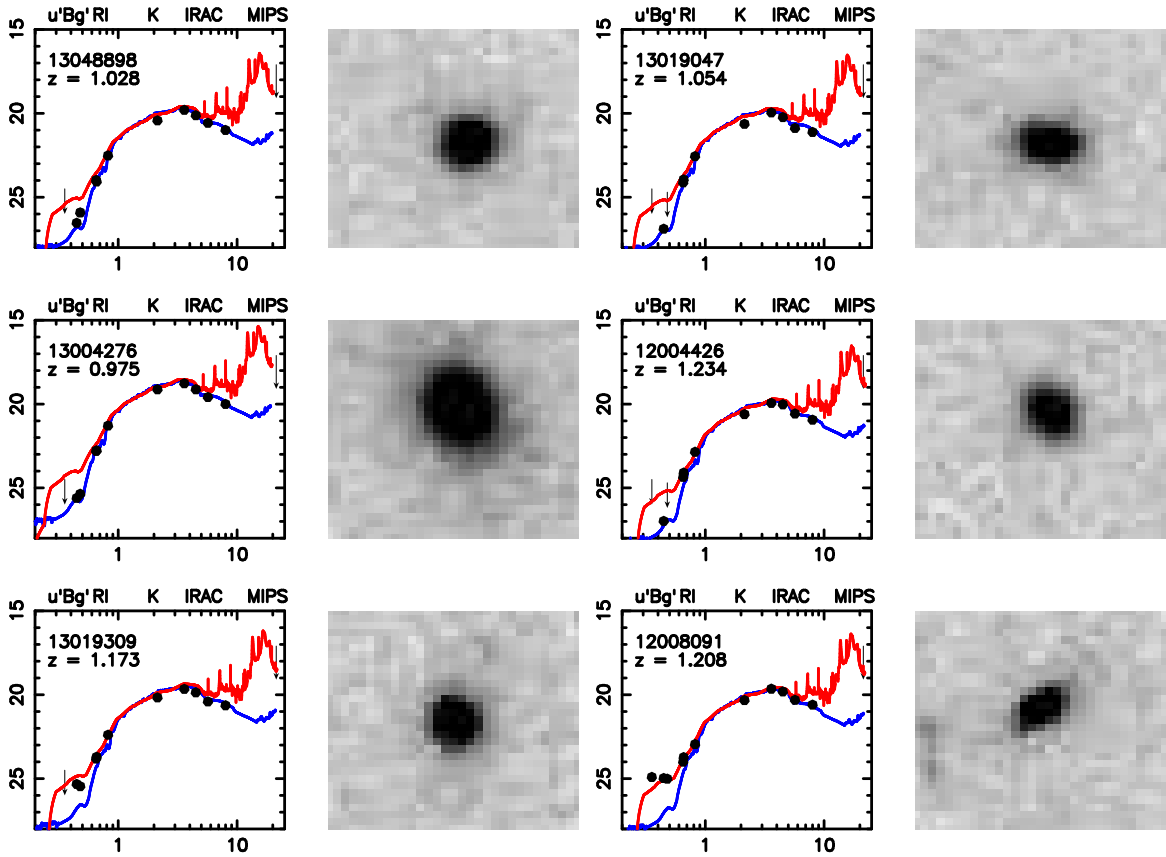 u'Bg' RI K IRAC MIPS
15
20
25
13048898
z = 1.028
1 10
u'Bg' RI K IRAC MIPS
15
20
25
13019047
z = 1.054
1 10
u'Bg' RI K IRAC MIPS
15
20
25
13004276
z = 0.975
1 10
u'Bg' RI K IRAC MIPS
15
20
25
12004426
z = 1.234
1 10
u'Bg' RI K IRAC MIPS
15
20
25
13019309
z = 1.173
1 10
u'Bg' RI K IRAC MIPS
15
20
25
12008091
z = 1.208
1 10